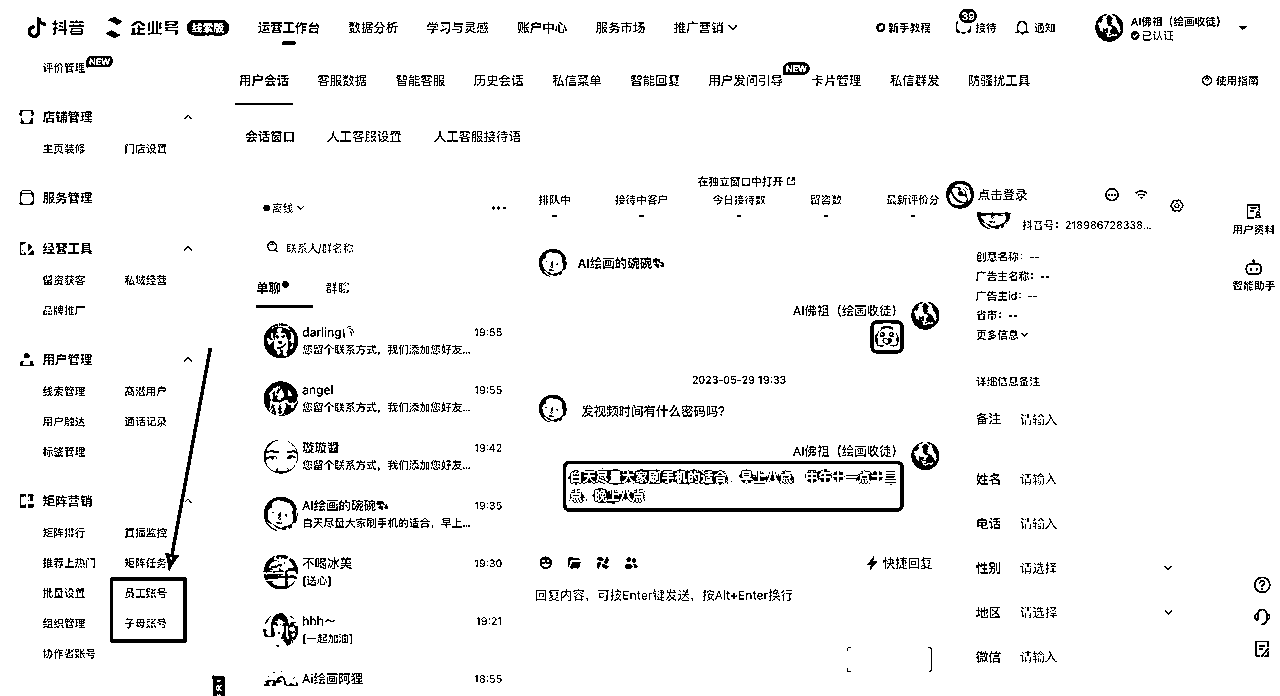 抖音 企业号
运营工作台 数据分析 学习与灵感 账户中心 服务市场 推广营销
新手教程 39 接待 通知 AI佛祖（绘画收徒）
已认证
评价管理 NEW
店铺管理
主页装修 门店设置
服务管理
经营工具
留资获客 私域经营
品牌推广
用户管理
线索管理 高潜用户
用户触达 通话记录
标签管理
矩阵营销
矩阵排行 直播监控
推荐上热门 矩阵任务
批量设置 员工账号
组织管理 子母账号
协作者账号
用户会话 客服数据 智能客服 历史会话 私信菜单 智能回复 用户发问引导 NEW 卡片管理 私信群发 防骚扰工具 使用指南
会话窗口 人工客服设置 人工客服接待语
离线 ...
联系人/群名称
单聊 群聊
darling 19:55
您留个联系方式，我们添加您好友...
angel 19:55
您留个联系方式，我们添加您好友...
璇璇酱 19:42
您留个联系方式，我们添加您好友...
AI绘画的碗碗 19:35
白天尽量大家刷手机的适合，早上...
不喝冰美 19:30
[送心]
hhh～ 19:21
[一起加油]
Ai绘画阿狸 18:55
在独立窗口中打开
排队中 接待中客户 今日接待数 留资数 最新评价分
- - - - -
AI绘画的碗碗
AI佛祖（绘画收徒）
2023-05-29 19:33
发视频时间有什么密码吗？
AI佛祖（绘画收徒）
白天尽量大家刷手机的适合，早上八点，中午十一点半三
点，晚上八点
快捷回复
回复内容，可按Enter键发送，按Alt+Enter换行
点击登录
抖音号：218986728338...
创意名称：--
广告主名称：--
广告主id：--
省市：--
更多信息
详细信息备注
备注 请输入
姓名 请输入
电话 请输入
性别 请选择
地区 请选择
微信 请输入
用户资料
智能助手